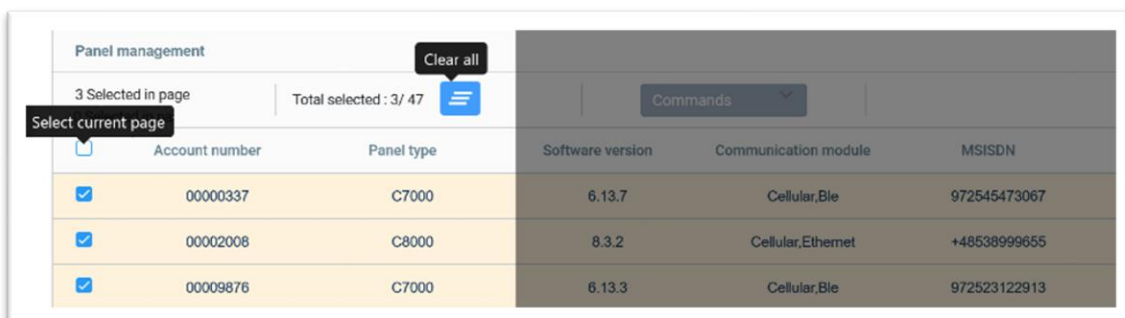 Panel management
Clear all
3 Selected in page
Total selected : 3/ 47
Commands
Select current page
Account number Panel type Software version Communication module MSISDN
00000337 C7000 6.13.7 Cellular,Ble 972545473067
00002008 C8000 8.3.2 Cellular,Ethernet +48538999655
00009876 C7000 6.13.3 Cellular,Ble 972523122913